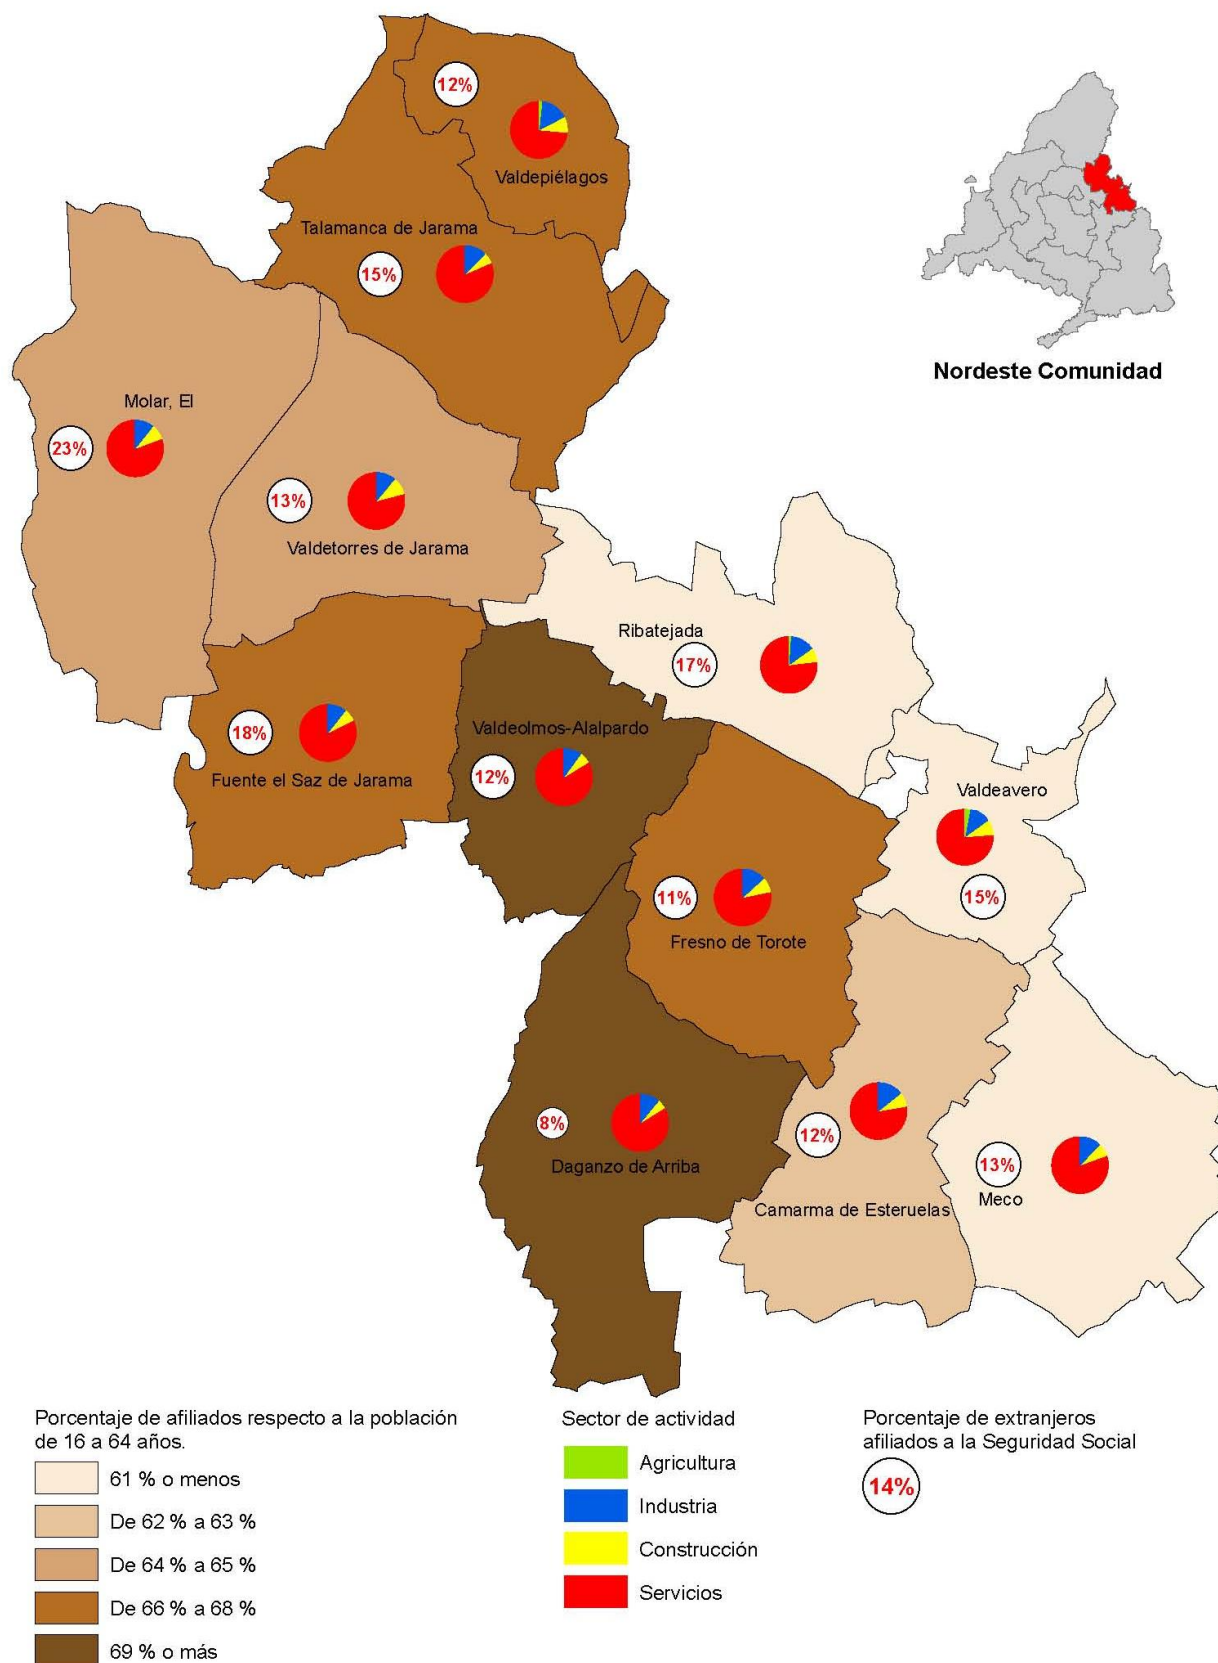 12%
Valdepiélagos
Talamanca de Jarama
15%
Nordeste Comunidad
Molar, El
23%
13%
Valdetorres de Jarama
Ribatejada
17%
18%
Fuente el Saz de Jarama
Valdeolmos-Alalpardo
12%
Valdeavero
15%
11%
Fresno de Torote
8%
Daganzo de Arriba
12%
Camarma de Esteruelas
13%
Meco
Porcentaje de afiliados respecto a la población
de 16 a 64 años.
61 % o menos
De 62 % a 63 %
De 64 % a 65 %
De 66 % a 68 %
69 % o más
Sector de actividad
Agricultura
Industria
Construcción
Servicios
Porcentaje de extranjeros
afiliados a la Seguridad Social
14%